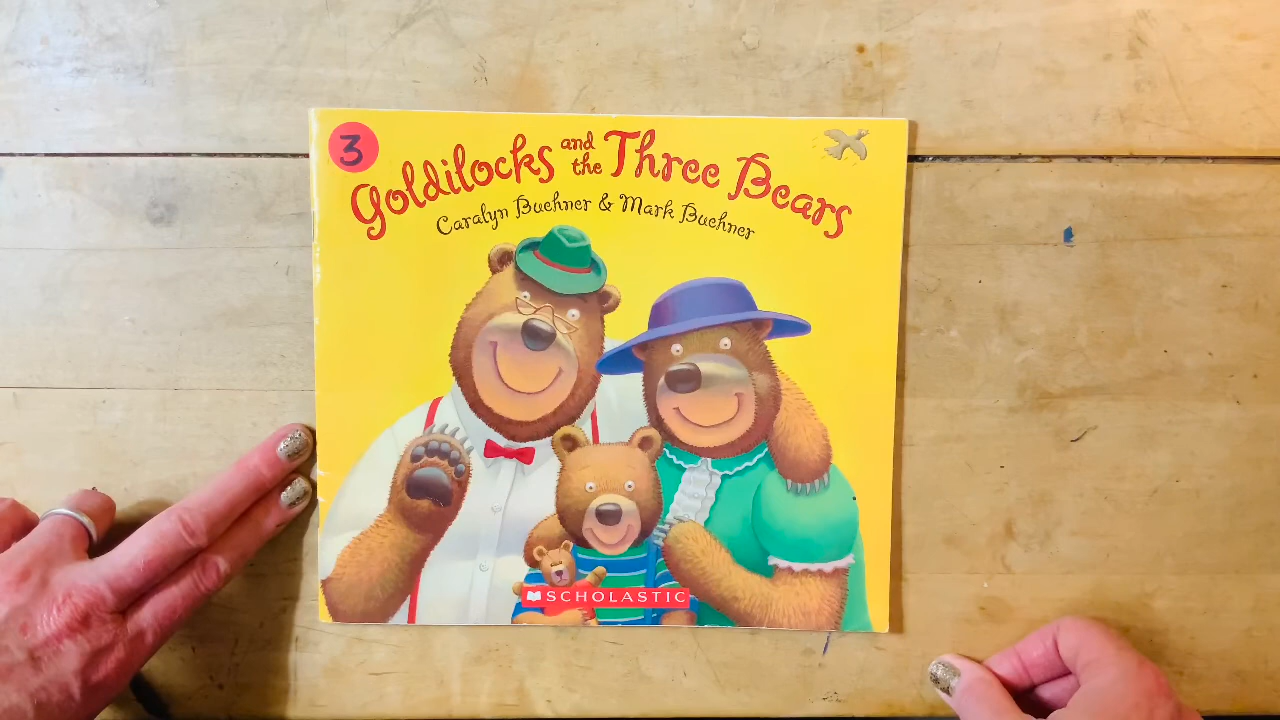 3
Goldilocks and the Three Bears
Caralyn Buehner & Mark Buehner
SCHOLASTIC